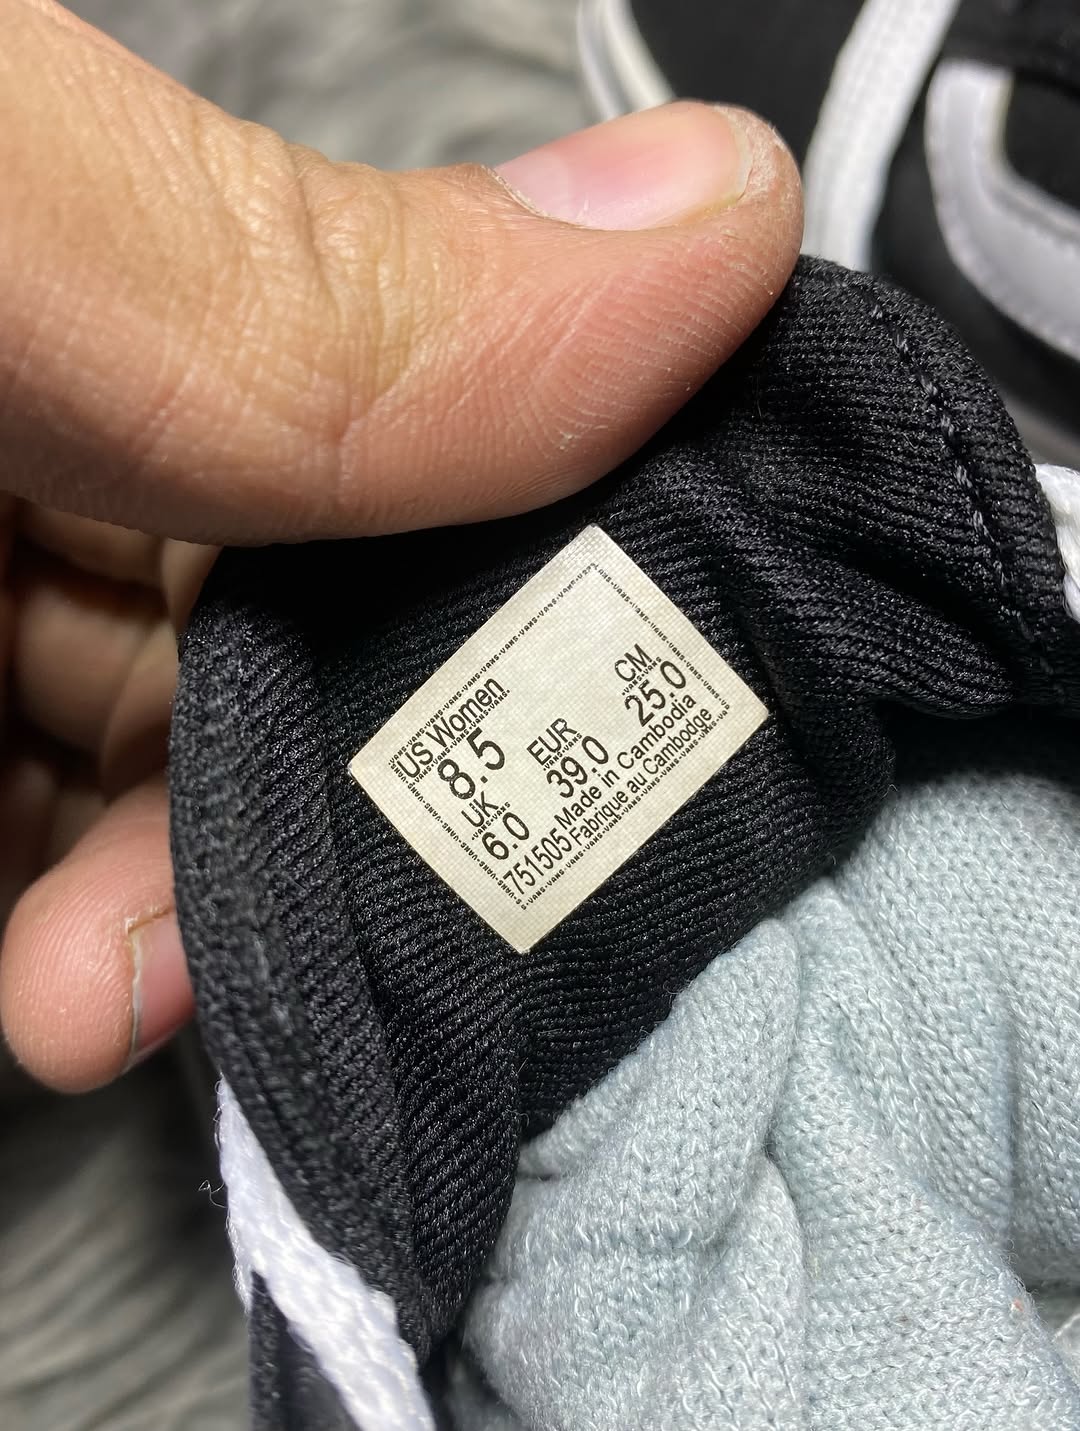 US Women
8.5
UK EUR CM
6.0 39.0 25.0
751505 Made in Cambodia
Fabrique au Cambodge